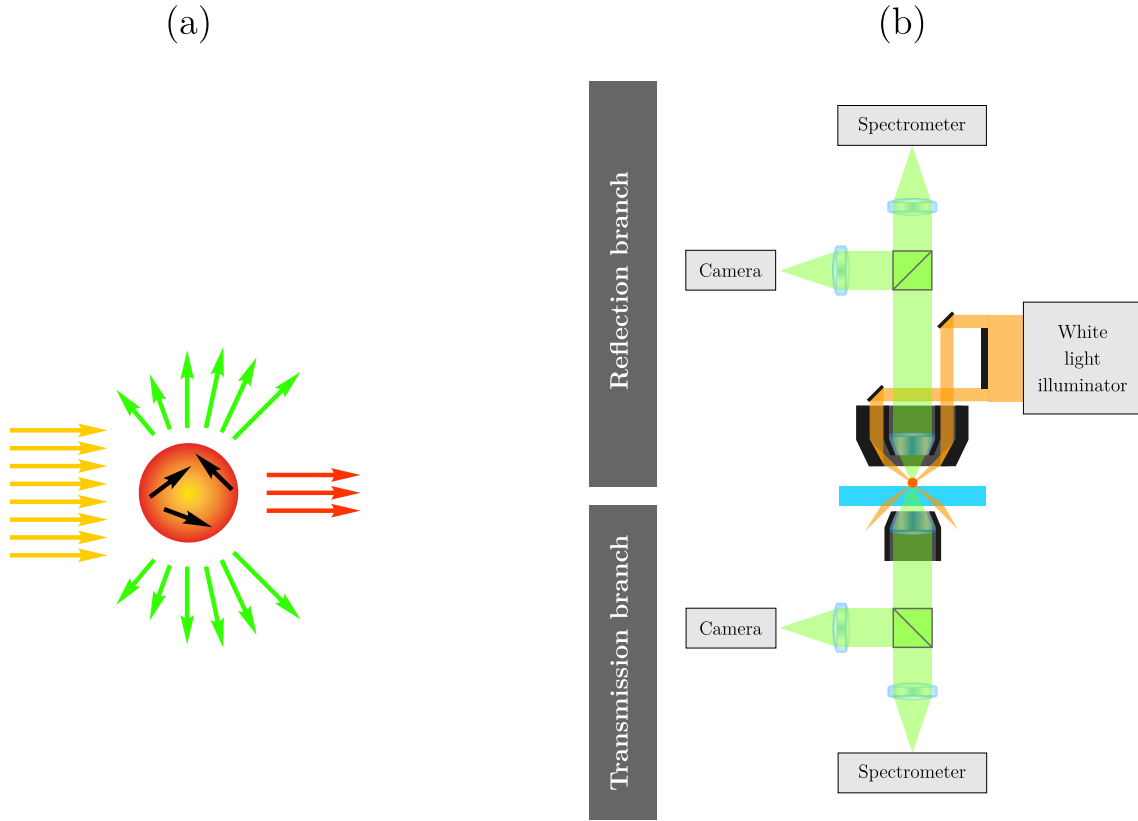 (a)
(b)
Reflection branch
Spectrometer
Camera
White
light
illuminator
Transmission branch
Camera
Spectrometer